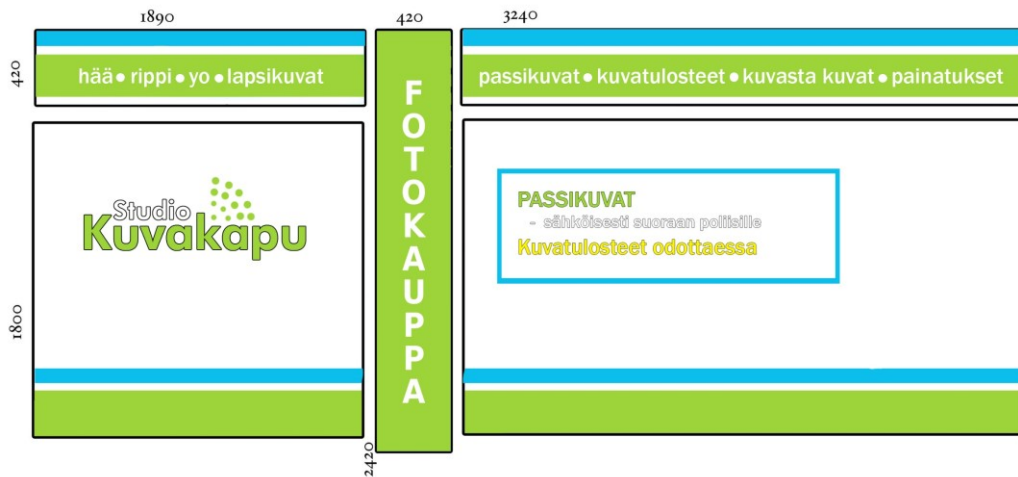 1890
420
3240
420
hää • rippi • yo • lapsikuvat
passikuvat • kuvatulosteet • kuvasta kuvat • painatukset
FOTOKAUPPA
Studio
Kuvakapu
PASSIKUVAT
- sähköisesti suoraan poliisille
Kuvatulosteet odottaessa
1800
2420